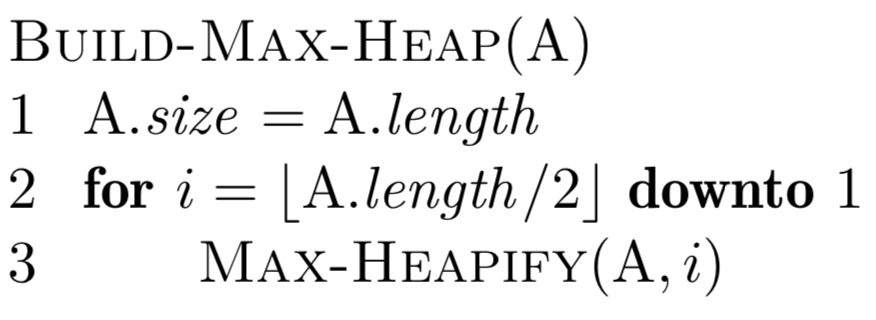 BUILD-MAX-HEAP(A)
1 A.size = A.length
2 for i = ⌊A.length/2⌋ downto 1
3 MAX-HEAPIFY(A, i)